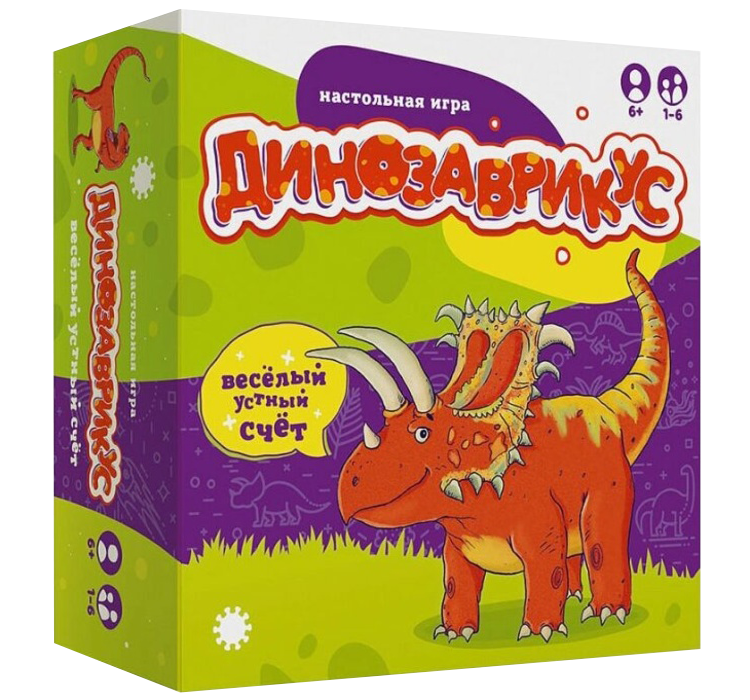 настольная игра
ДИНОЗАВРИКУС
6+
1-6
весёлый
устный
счёт
ДИНОЗАВРИКУС
настольная игра
весёлый устный счёт
6+
1-6